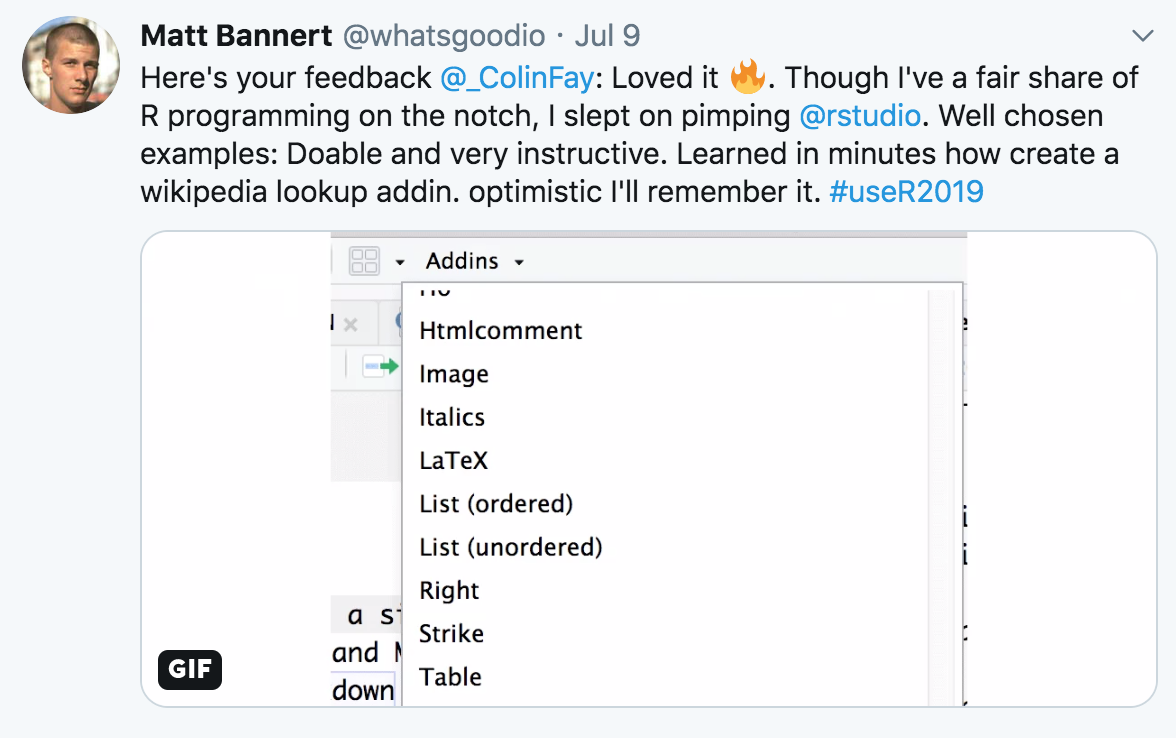 Matt Bannert @whatsgoodio · Jul 9
Here's your feedback @_ColinFay: Loved it 🔥. Though I've a fair share of
R programming on the notch, I slept on pimping @rstudio. Well chosen
examples: Doable and very instructive. Learned in minutes how create a
wikipedia lookup addin. optimistic I'll remember it. #useR2019
Addins
Htmlcomment
Image
Italics
LaTeX
List (ordered)
List (unordered)
Right
Strike
Table
a
and
down
GIF